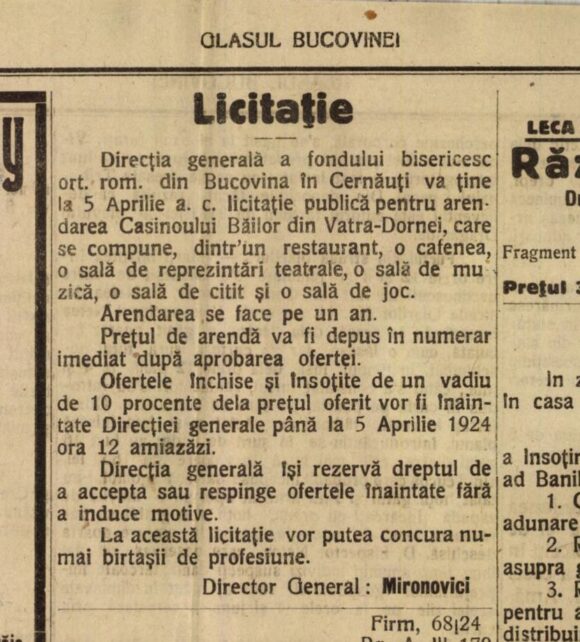 GLASUL BUCOVINEI
Licitaţie
Direcţia generală a fondului bisericesc
ort. rom. din Bucovina în Cernăuţi va ţine
la 5 Aprilie a. c. licitaţie publică pentru aren-
darea Casinoului Băilor din Vatra-Dornei, care
se compune, dintr'un restaurant, o cafenea,
o sală de reprezintări teatrale, o sală de mu
zică, o sală de citit şi o sală de joc.
Arendarea se face pe un an.
Preţul de arendă va fi depus în numerar
imediat după aprobarea ofertei.
Ofertele închise şi însoţite de un vadiu
de 10 procente dela preţul oferit vor fi înain-
tate Direcţiei generale până la 5 Aprilie 1924
ora 12 amiazăzi.
Direcţia generală îşi rezervă dreptul de
a accepta sau respinge ofertele înaintate fără
a induce motive.
La această licitaţie vor putea concura nu-
mai birtaşii de profesiune.
Director General : Mironovici
Firm, 68|24
LECA
Fragment
Preţul 3
În z
în casa
a însoţir
ad Banil
1.
adunare
2.
asupra
3.
pentru a
distribui